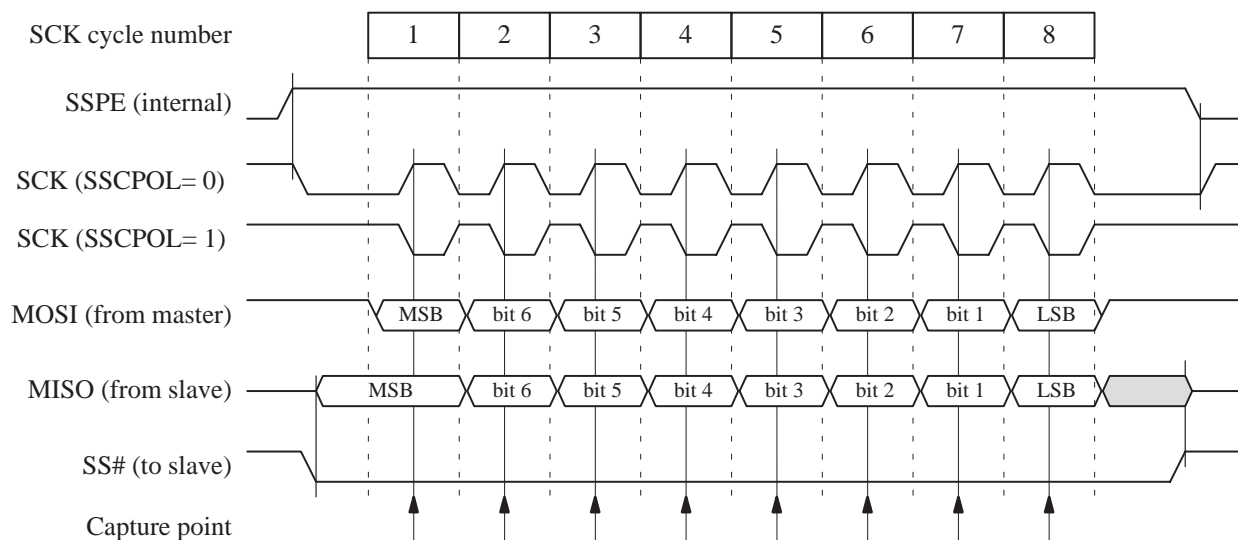 SCK cycle number 1 2 3 4 5 6 7 8
SSPE (internal)
SCK (SSCPOL= 0)
SCK (SSCPOL= 1)
MOSI (from master) MSB bit 6 bit 5 bit 4 bit 3 bit 2 bit 1 LSB
MISO (from slave) MSB bit 6 bit 5 bit 4 bit 3 bit 2 bit 1 LSB
SS# (to slave)
Capture point